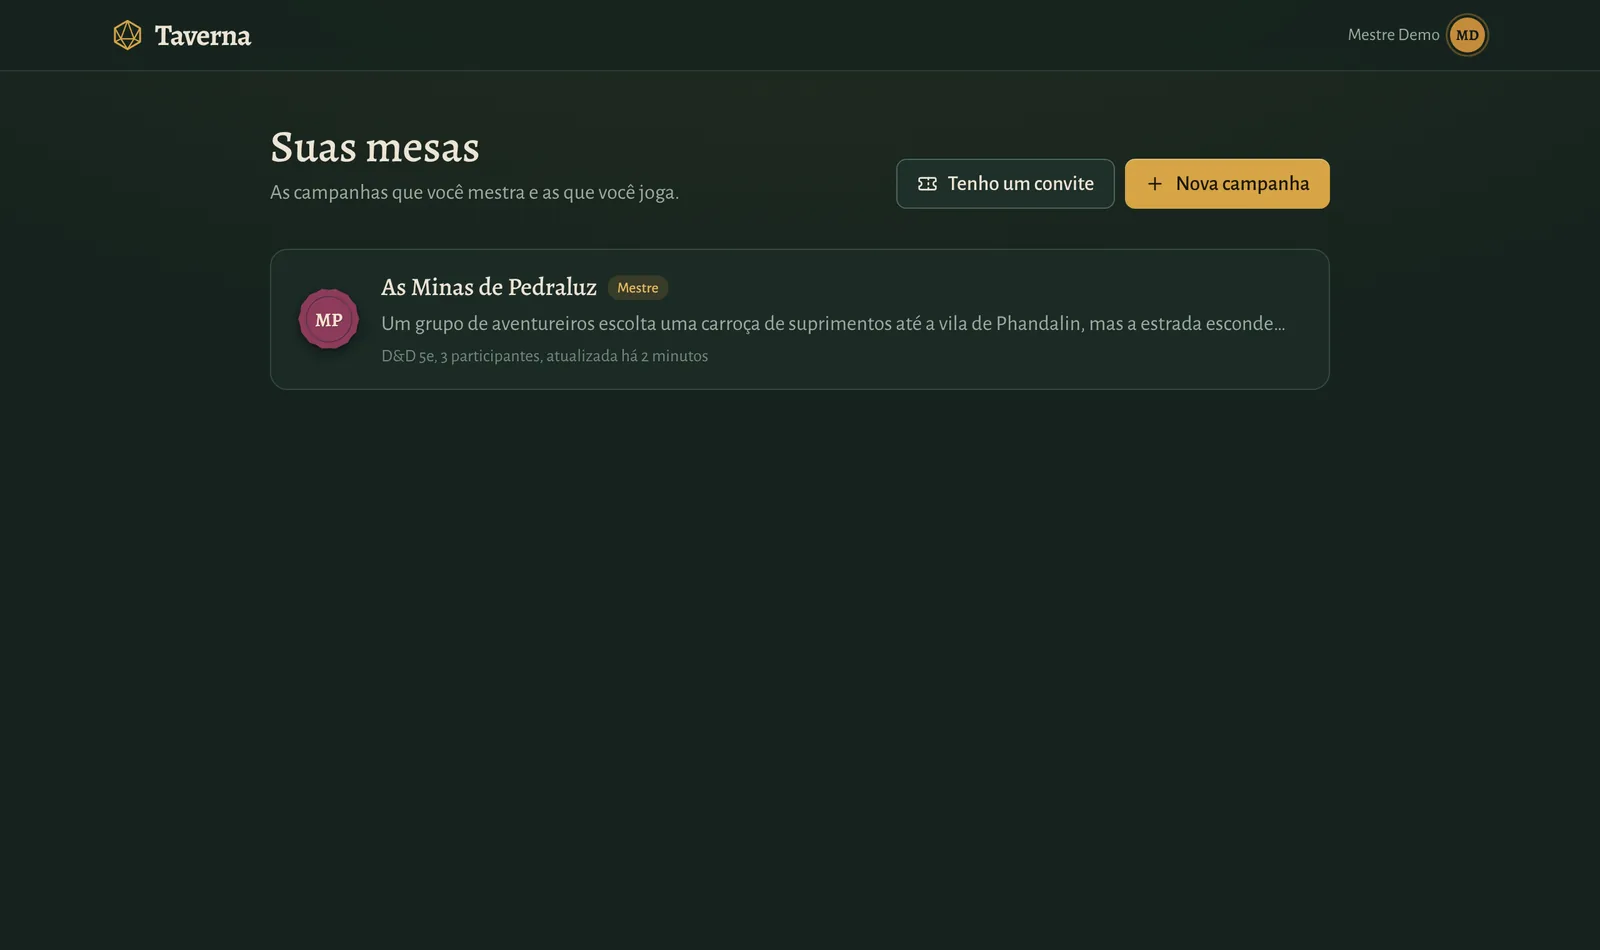 Taverna
Mestre Demo
MD
Suas mesas
As campanhas que você mestra e as que você joga.
Tenho um convite
Nova campanha
MP
As Minas de Pedraluz
Mestre
Um grupo de aventureiros escolta uma carroça de suprimentos até a vila de Phandalin, mas a estrada esconde…
D&D 5e, 3 participantes, atualizada há 2 minutos